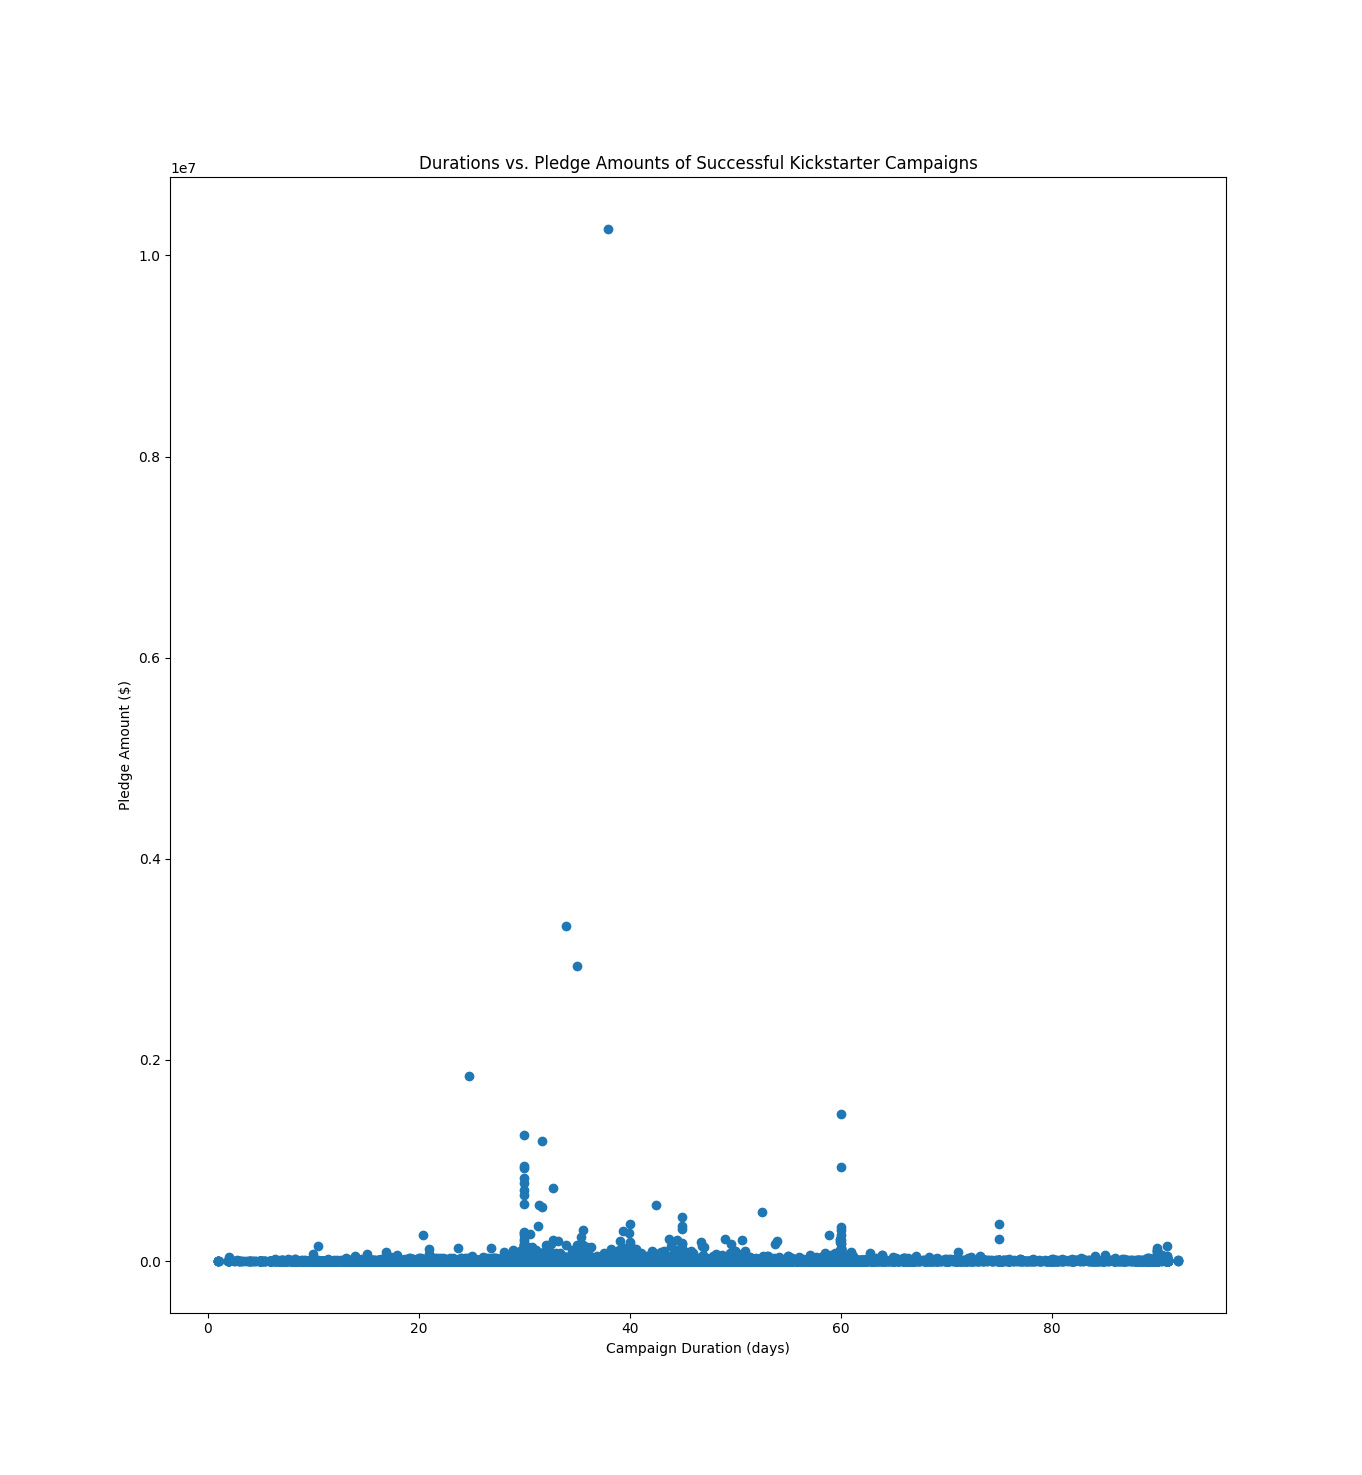 Durations vs. Pledge Amounts of Successful Kickstarter Campaigns
1e7
1.0
0.8
0.6
0.4
0.2
0.0
Pledge Amount ($)
0 20 40 60 80
Campaign Duration (days)